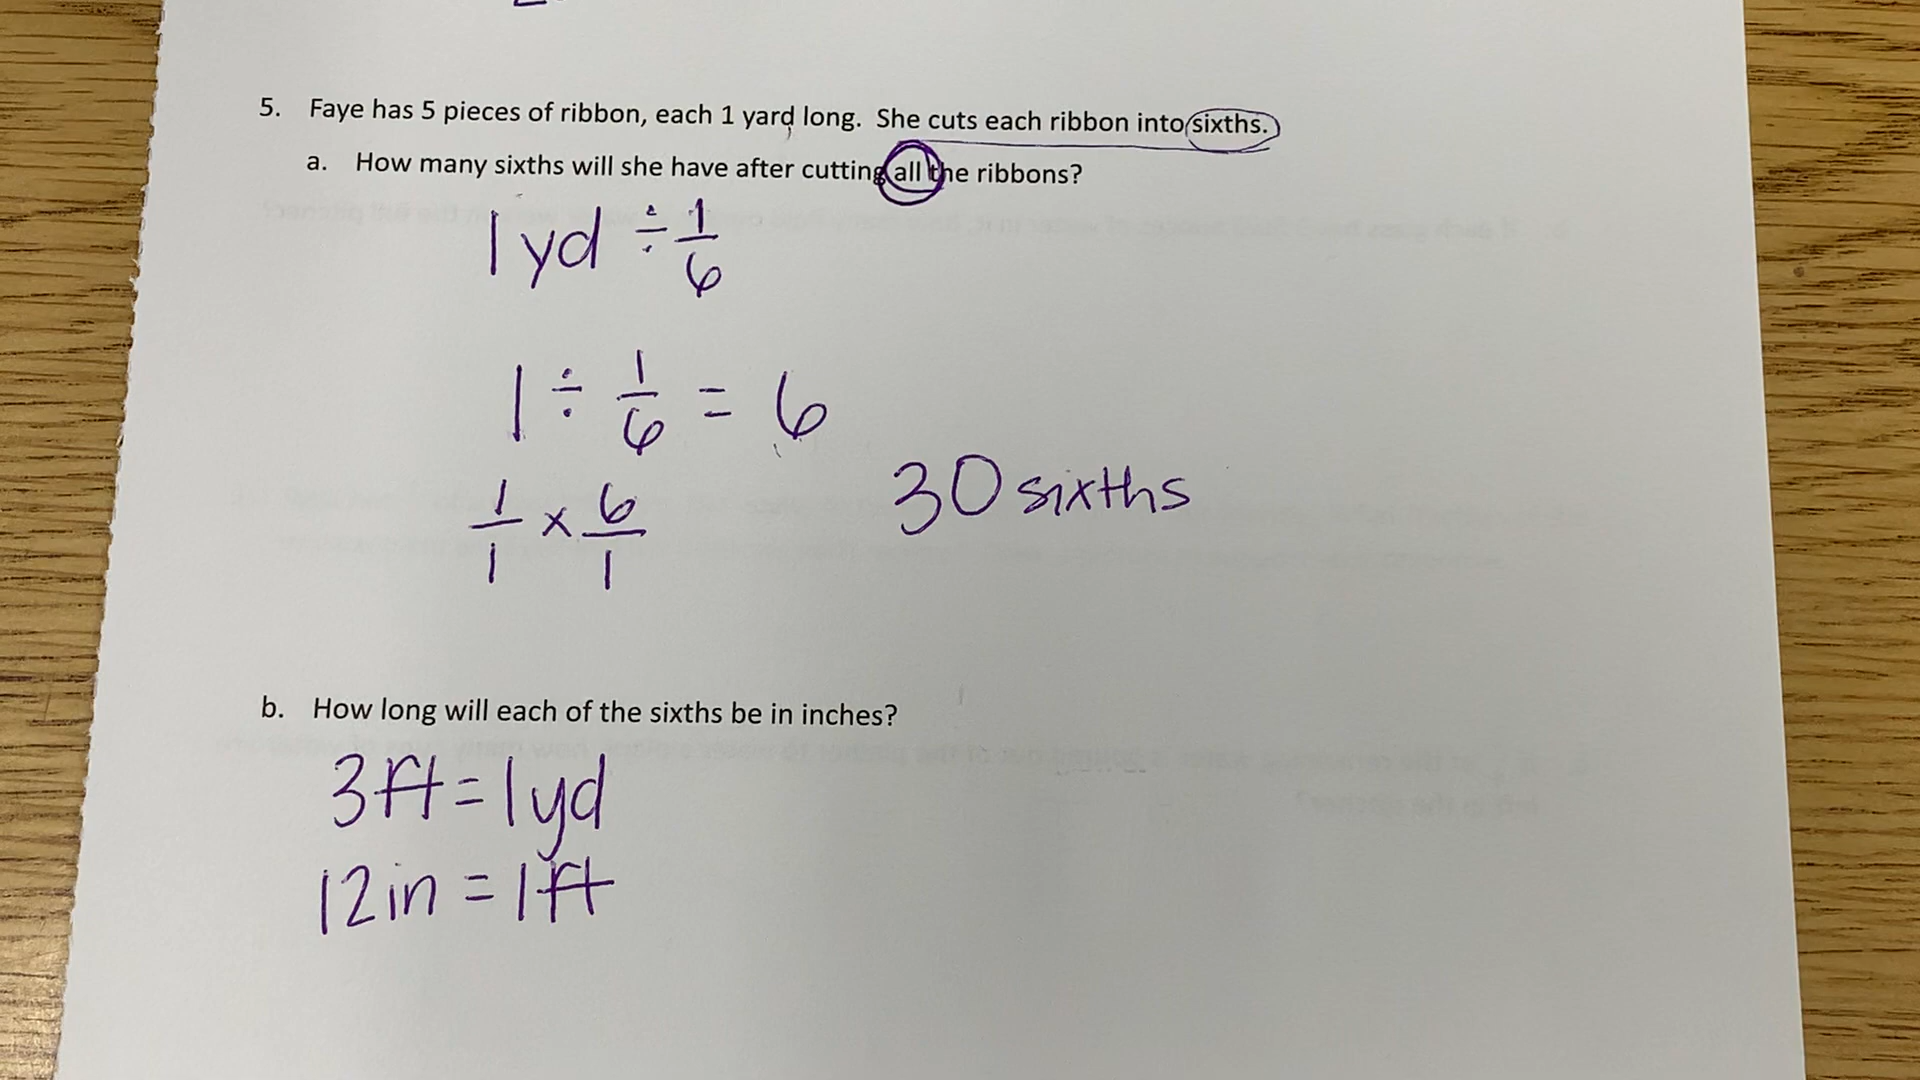 5. Faye has 5 pieces of ribbon, each 1 yard long. She cuts each ribbon into sixths.
a. How many sixths will she have after cutting all the ribbons?
1 yd ÷ 1/6
1 ÷ 1/6 = 6
1/1 × 6/1
30 sixths
b. How long will each of the sixths be in inches?
3ft = 1yd
12in = 1ft